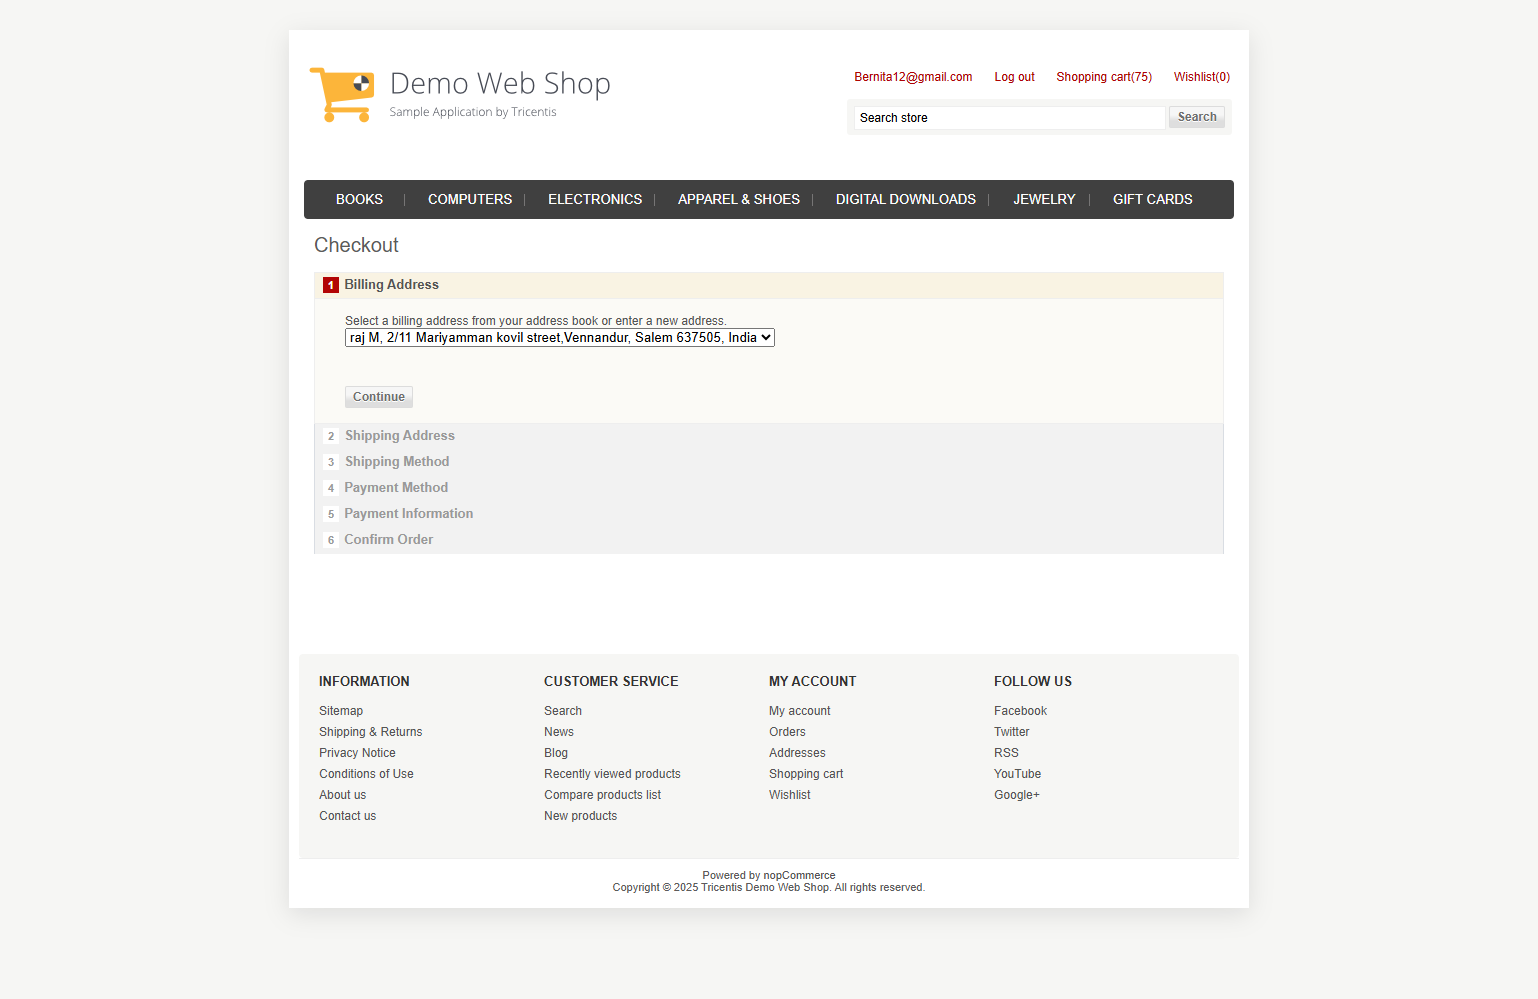 Demo Web Shop
Sample Application by Tricentis
Bernita12@gmail.com Log out Shopping cart(75) Wishlist(0)
Search store Search
BOOKS COMPUTERS ELECTRONICS APPAREL & SHOES DIGITAL DOWNLOADS JEWELRY GIFT CARDS
Checkout
1 Billing Address
Select a billing address from your address book or enter a new address.
raj M, 2/11 Mariyamman kovil street,Vennandur, Salem 637505, India
Continue
2 Shipping Address
3 Shipping Method
4 Payment Method
5 Payment Information
6 Confirm Order
INFORMATION
Sitemap
Shipping & Returns
Privacy Notice
Conditions of Use
About us
Contact us
CUSTOMER SERVICE
Search
News
Blog
Recently viewed products
Compare products list
New products
MY ACCOUNT
My account
Orders
Addresses
Shopping cart
Wishlist
FOLLOW US
Facebook
Twitter
RSS
YouTube
Google+
Powered by nopCommerce
Copyright © 2025 Tricentis Demo Web Shop. All rights reserved.